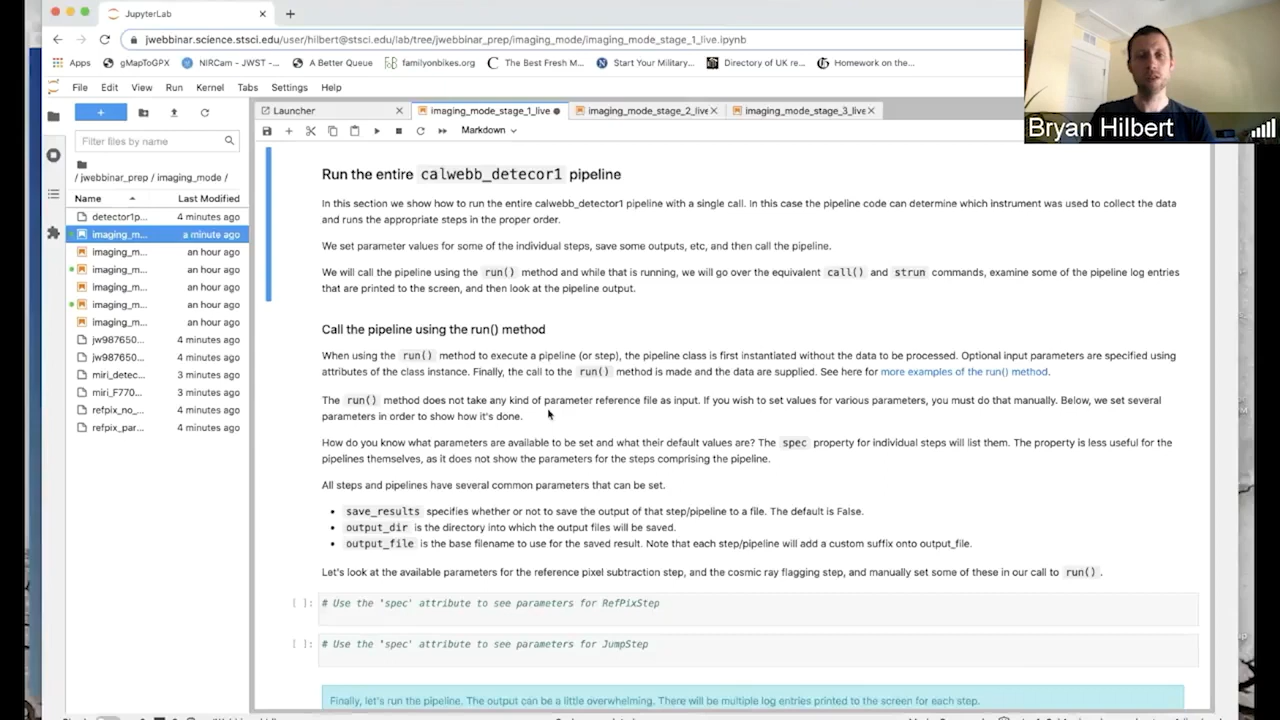 JupyterLab
jwebbinar.science.stsci.edu/user/hilbert@stsci.edu/lab/tree/jwebbinar_prep/imaging_mode/imaging_mode_stage_1_live.ipynb
Apps gMapToGPX NIRCam - JWST -... A Better Queue familyonbikes.org The Best Fresh M... Start Your Military... Directory of UK re... Homework on the...
Bryan Hilbert
File Edit View Run Kernel Tabs Settings Help
Launcher imaging_mode_stage_1_live imaging_mode_stage_2_live imaging_mode_stage_3_live
Markdown
Filter files by name
/ jwebbinar_prep / imaging_mode /
Name Last Modified
detector1p... 4 minutes ago
imaging_m... a minute ago
imaging_m... an hour ago
imaging_m... an hour ago
imaging_m... an hour ago
imaging_m... an hour ago
imaging_m... an hour ago
jw987650... 4 minutes ago
jw987650... 4 minutes ago
miri_detec... 3 minutes ago
miri_F770... 3 minutes ago
refpix_no_... 4 minutes ago
refpix_par... 4 minutes ago
Run the entire calwebb_detecor1 pipeline
In this section we show how to run the entire calwebb_detector1 pipeline with a single call. In this case the pipeline code can determine which instrument was used to collect the data
and runs the appropriate steps in the proper order.
We set parameter values for some of the individual steps, save some outputs, etc, and then call the pipeline.
We will call the pipeline using the run() method and while that is running, we will go over the equivalent call() and strun commands, examine some of the pipeline log entries
that are printed to the screen, and then look at the pipeline output.
Call the pipeline using the run() method
When using the run() method to execute a pipeline (or step), the pipeline class is first instantiated without the data to be processed. Optional input parameters are specified using
attributes of the class instance. Finally, the call to the run() method is made and the data are supplied. See here for more examples of the run() method.
The run() method does not take any kind of parameter reference file as input. If you wish to set values for various parameters, you must do that manually. Below, we set several
parameters in order to show how it's done.
How do you know what parameters are available to be set and what their default values are? The spec property for individual steps will list them. The property is less useful for the
pipelines themselves, as it does not show the parameters for the steps comprising the pipeline.
All steps and pipelines have several common parameters that can be set.
• save_results specifies whether or not to save the output of that step/pipeline to a file. The default is False.
• output_dir is the directory into which the output files will be saved.
• output_file is the base filename to use for the saved result. Note that each step/pipeline will add a custom suffix onto output_file.
Let's look at the available parameters for the reference pixel subtraction step, and the cosmic ray flagging step, and manually set some of these in our call to run() .
[ ]: # Use the 'spec' attribute to see parameters for RefPixStep
[ ]: # Use the 'spec' attribute to see parameters for JumpStep
Finally, let's run the pipeline. The output can be a little overwhelming. There will be multiple log entries printed to the screen for each step.